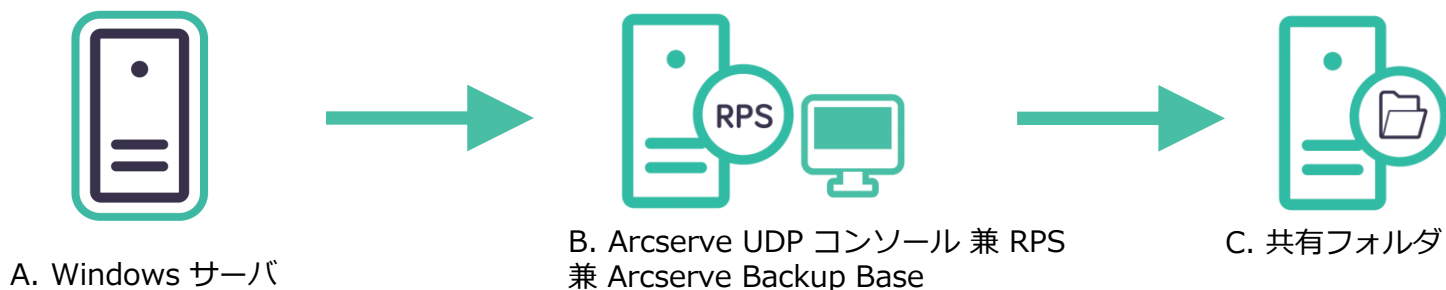 RPS
A. Windows サーバ
B. Arcserve UDP コンソール 兼 RPS
兼 Arcserve Backup Base
C. 共有フォルダ